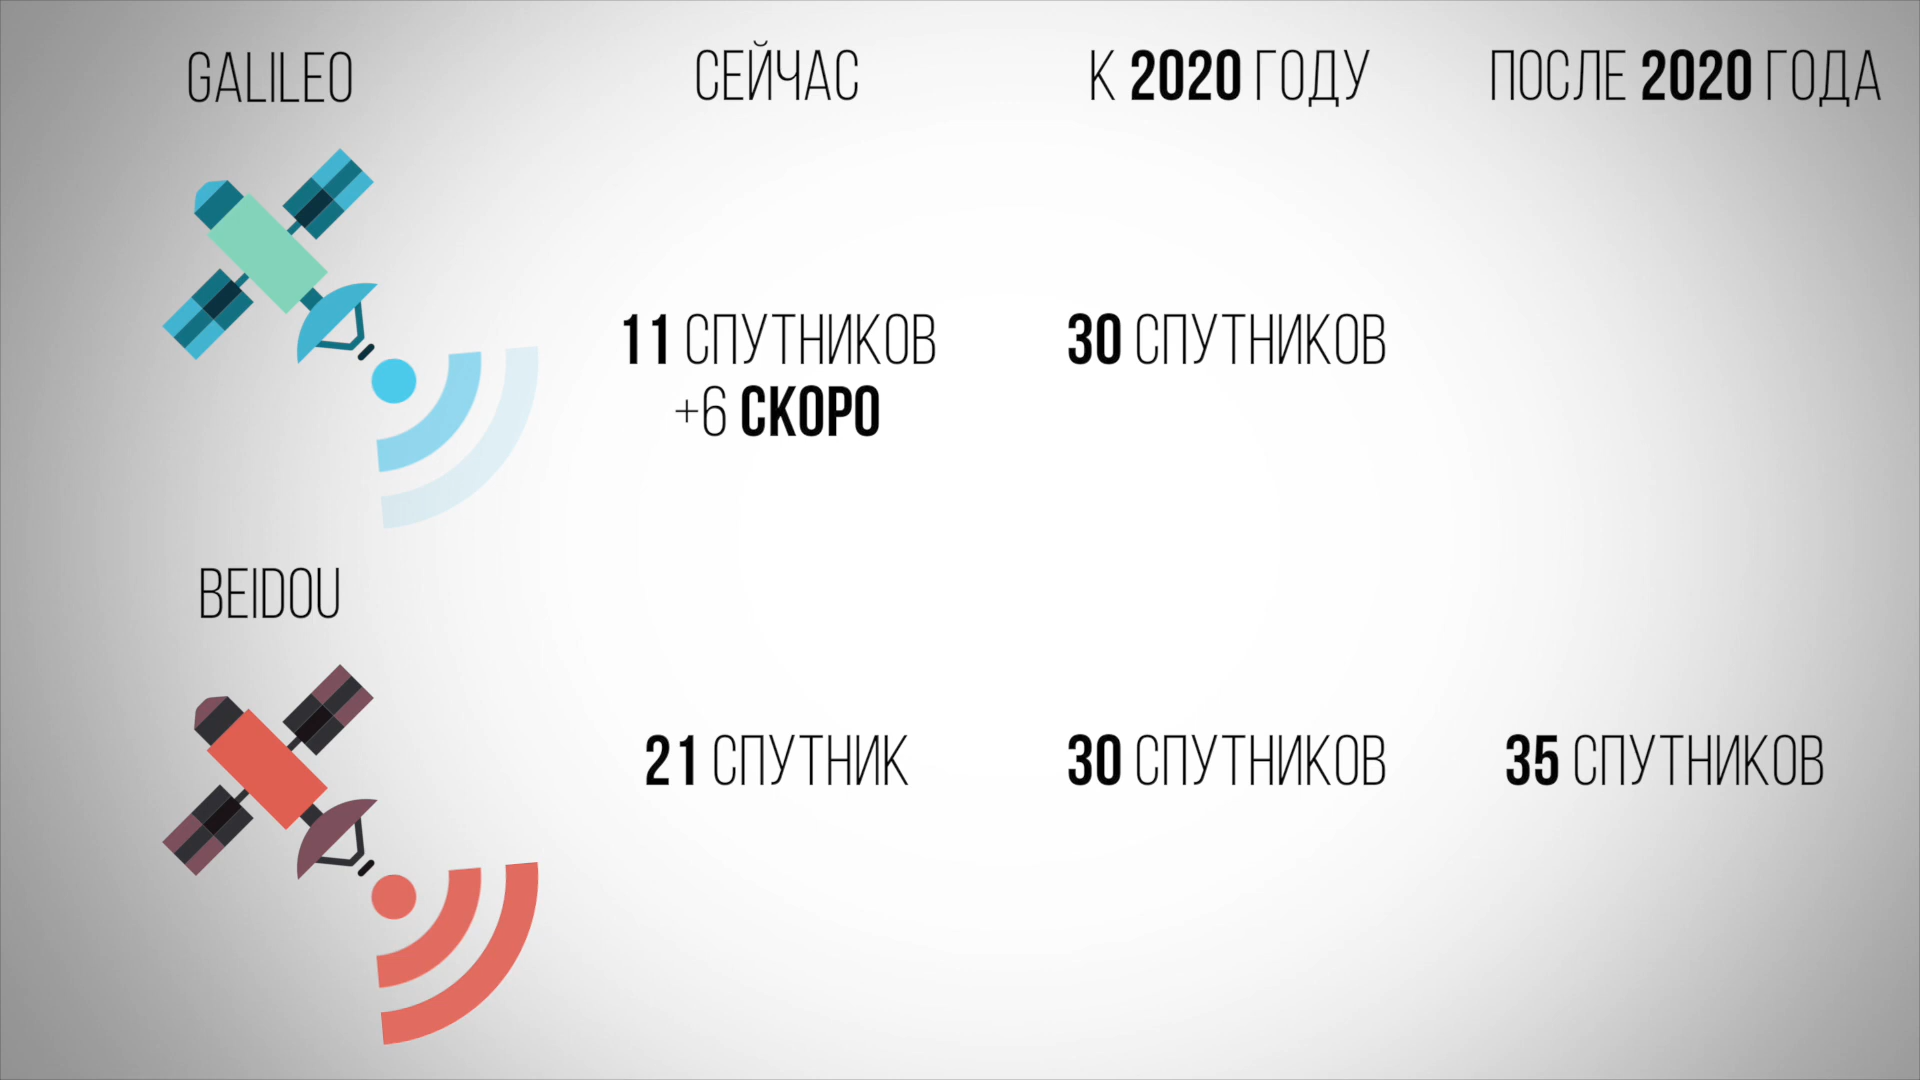 GALILEO
СЕЙЧАС
К 2020 ГОДУ
ПОСЛЕ 2020 ГОДА
11 СПУТНИКОВ
+6 СКОРО
30 СПУТНИКОВ
BEIDOU
21 СПУТНИК
30 СПУТНИКОВ
35 СПУТНИКОВ